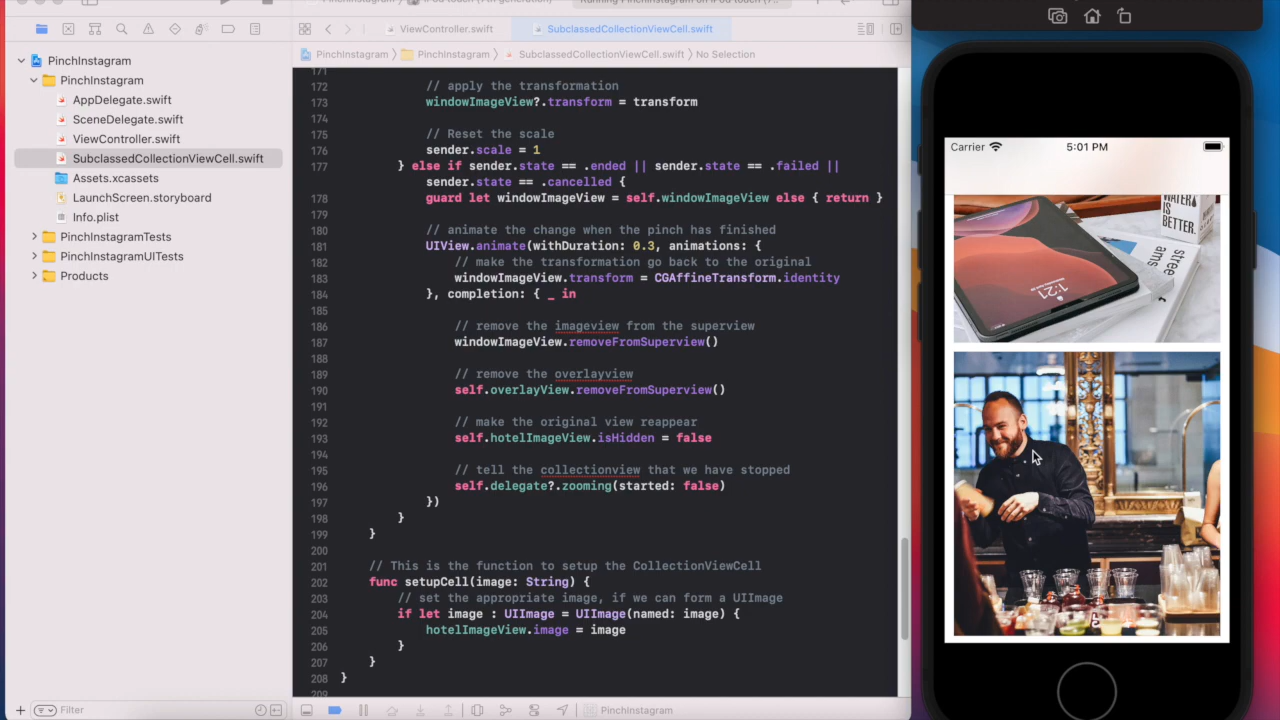 ViewController.swift
SubclassedCollectionViewCell.swift
PinchInstagram
PinchInstagram
SubclassedCollectionViewCell.swift
No Selection
PinchInstagram
PinchInstagram
AppDelegate.swift
SceneDelegate.swift
ViewController.swift
SubclassedCollectionViewCell.swift
Assets.xcassets
LaunchScreen.storyboard
Info.plist
PinchInstagramTests
PinchInstagramUITests
Products
Filter
171
172 // apply the transformation
173 windowImageView?.transform = transform
174
175 // Reset the scale
176 sender.scale = 1
177 } else if sender.state == .ended || sender.state == .failed ||
sender.state == .cancelled {
178 guard let windowImageView = self.windowImageView else { return }
179
180 // animate the change when the pinch has finished
181 UIView.animate(withDuration: 0.3, animations: {
182 // make the transformation go back to the original
183 windowImageView.transform = CGAffineTransform.identity
184 }, completion: { _ in
185
186 // remove the imageview from the superview
187 windowImageView.removeFromSuperview()
188
189 // remove the overlayview
190 self.overlayView.removeFromSuperview()
191
192 // make the original view reappear
193 self.hotelImageView.isHidden = false
194
195 // tell the collectionview that we have stopped
196 self.delegate?.zooming(started: false)
197 })
198 }
199 }
200
201 // This is the function to setup the CollectionViewCell
202 func setupCell(image: String) {
203 // set the appropriate image, if we can form a UIImage
204 if let image : UIImage = UIImage(named: image) {
205 hotelImageView.image = image
206 }
207 }
208 }
209
PinchInstagram
Carrier
5:01 PM
WATER
IS
BETTER.
1:21